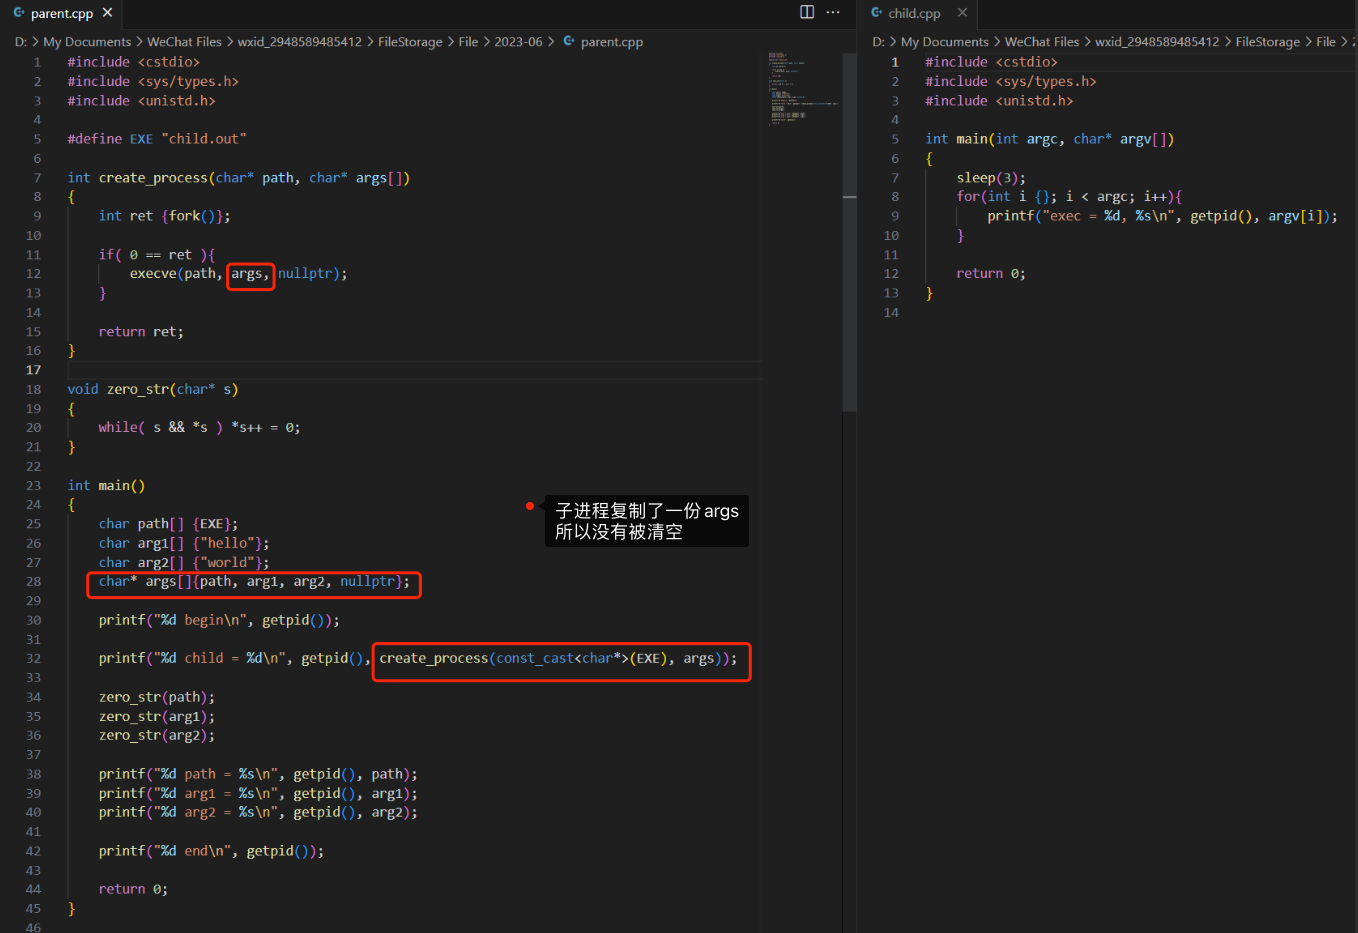 parent.cpp
D: > My Documents > WeChat Files > wxid_2948589485412 > FileStorage > File > 2023-06 > parent.cpp
1 #include <cstdio>
2 #include <sys/types.h>
3 #include <unistd.h>
4
5 #define EXE "child.out"
6
7 int create_process(char* path, char* args[])
8 {
9 int ret {fork()};
10
11 if( 0 == ret ){
12 execve(path, args, nullptr);
13 }
14
15 return ret;
16 }
17
18 void zero_str(char* s)
19 {
20 while( s && *s ) *s++ = 0;
21 }
22
23 int main()
24 {
25 char path[] {EXE};
26 char arg1[] {"hello"};
27 char arg2[] {"world"};
28 char* args[]{path, arg1, arg2, nullptr};
29
30 printf("%d begin\n", getpid());
31
32 printf("%d child = %d\n", getpid(), create_process(const_cast<char*>(EXE), args));
33
34 zero_str(path);
35 zero_str(arg1);
36 zero_str(arg2);
37
38 printf("%d path = %s\n", getpid(), path);
39 printf("%d arg1 = %s\n", getpid(), arg1);
40 printf("%d arg2 = %s\n", getpid(), arg2);
41
42 printf("%d end\n", getpid());
43
44 return 0;
45 }
46
子进程复制了一份args
所以没有被清空
child.cpp
D: > My Documents > WeChat Files > wxid_2948589485412 > FileStorage > File >
1 #include <cstdio>
2 #include <sys/types.h>
3 #include <unistd.h>
4
5 int main(int argc, char* argv[])
6 {
7 sleep(3);
8 for(int i {}; i < argc; i++){
9 printf("exec = %d, %s\n", getpid(), argv[i]);
10 }
11
12 return 0;
13 }
14